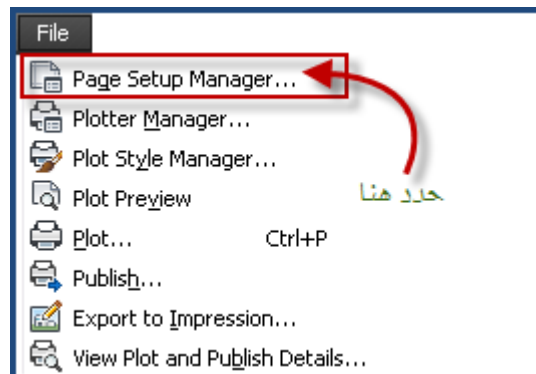 File
Page Setup Manager...
Plotter Manager...
Plot Style Manager...
Plot Preview
حدد هنا
Plot... Ctrl+P
Publish...
Export to Impression...
View Plot and Publish Details...